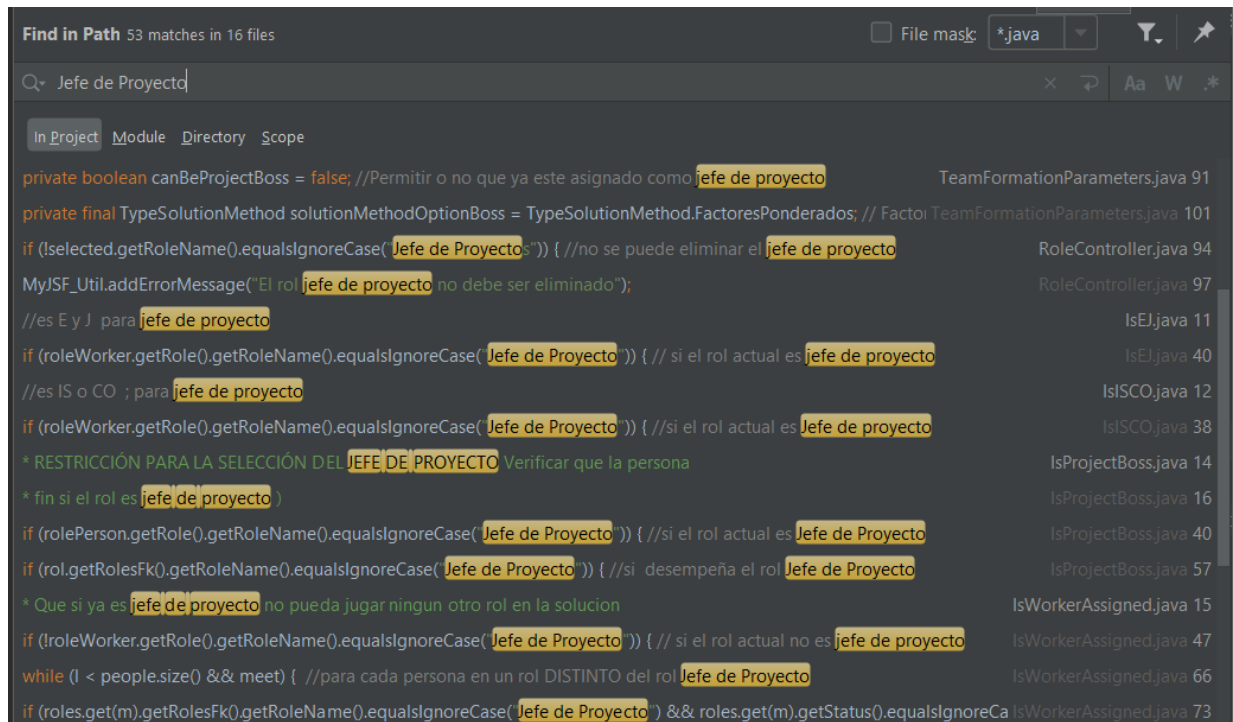 Find in Path 53 matches in 16 files File mask: *.java
Jefe de Proyecto Aa W .*
In Project Module Directory Scope
private boolean canBeProjectBoss = false; //Permitir o no que ya este asignado como jefe de proyecto TeamFormationParameters.java 91
private final TypeSolutionMethod solutionMethodOptionBoss = TypeSolutionMethod.FactoresPonderados; // Factor TeamFormationParameters.java 101
if (!selected.getRoleName().equalsIgnoreCase("Jefe de Proyectos")) { //no se puede eliminar el jefe de proyecto RoleController.java 94
MyJSF_Util.addErrorMessage("El rol jefe de proyecto no debe ser eliminado"); RoleController.java 97
//es E y J para jefe de proyecto IsEJ.java 11
if (roleWorker.getRole().getRoleName().equalsIgnoreCase("Jefe de Proyecto")) { // si el rol actual es jefe de proyecto IsEJ.java 40
//es IS o CO ; para jefe de proyecto IsISCO.java 12
if (roleWorker.getRole().getRoleName().equalsIgnoreCase("Jefe de Proyecto")) { //si el rol actual es Jefe de proyecto IsISCO.java 38
* RESTRICCIÓN PARA LA SELECCIÓN DEL JEFE DE PROYECTO Verificar que la persona IsProjectBoss.java 14
* fin si el rol es jefe de proyecto ) IsProjectBoss.java 16
if (rolePerson.getRole().getRoleName().equalsIgnoreCase("Jefe de Proyecto")) { //si el rol actual es Jefe de Proyecto IsProjectBoss.java 40
if (rol.getRolesFk().getRoleName().equalsIgnoreCase("Jefe de Proyecto")) { //si desempeña el rol Jefe de Proyecto IsProjectBoss.java 57
* Que si ya es jefe de proyecto no pueda jugar ningun otro rol en la solucion IsWorkerAssigned.java 15
if (!roleWorker.getRole().getRoleName().equalsIgnoreCase("Jefe de Proyecto")) { // si el rol actual no es jefe de proyecto IsWorkerAssigned.java 47
while (I < people.size() && meet) { //para cada persona en un rol DISTINTO del rol Jefe de Proyecto IsWorkerAssigned.java 66
if (roles.get(m).getRolesFk().getRoleName().equalsIgnoreCase("Jefe de Proyecto") && roles.get(m).getStatus().equalsIgnoreCa IsWorkerAssigned.java 73